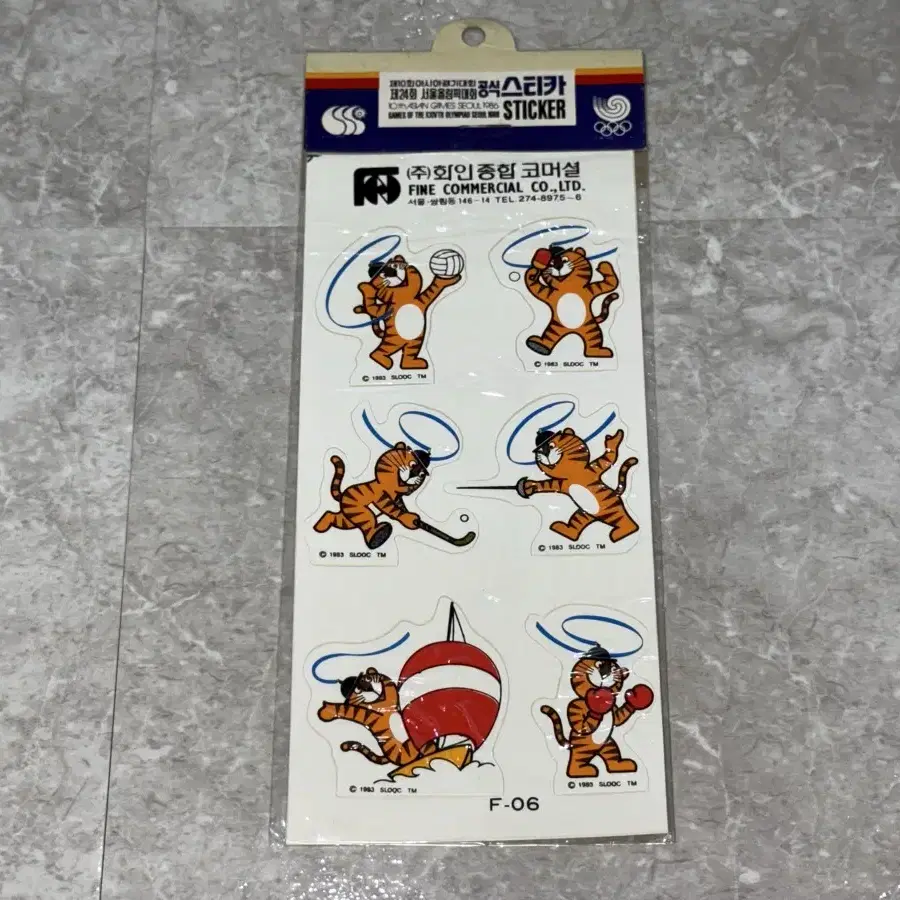 제10회 아시아경기대회
제24회 서울올림픽대회 공식 스티카
10th ASIAN GAMES SEOUL 1986 STICKER
GAMES OF THE XXIVTH OLYMPIAD SEOUL 1988
(주)화인종합 코머셜
FINE COMMERCIAL CO.,LTD.
서울·쌍림동 146-14 TEL. 274-8975~6
© 1983 SLOOC TM
© 1983 SLOOC TM
© 1983 SLOOC TM
© 1983 SLOOC TM
© 1983 SLOOC TM
© 1983 SLOOC TM
F-06